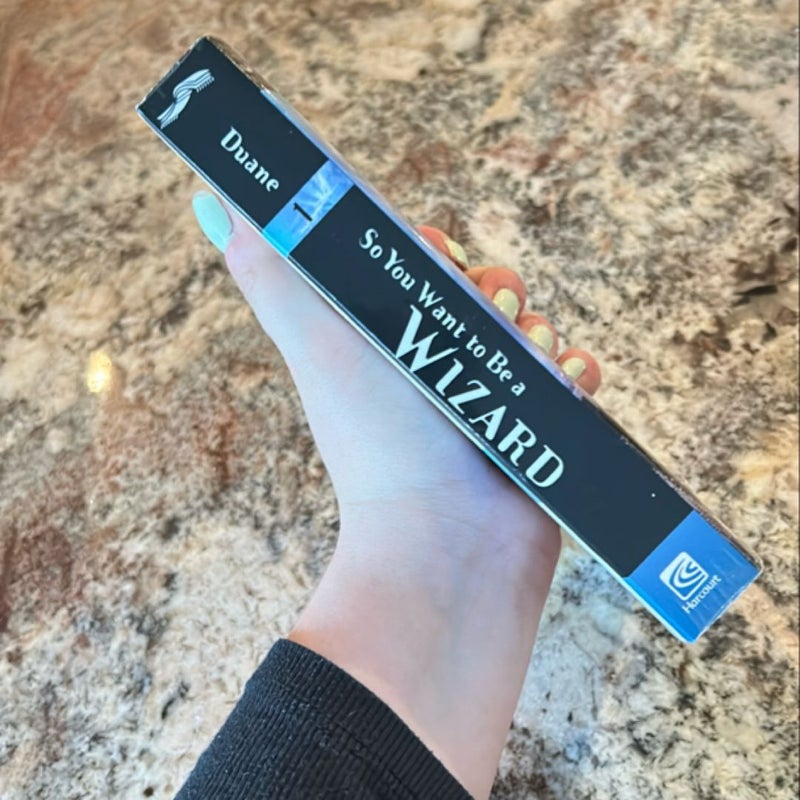 Duane
1
So You Want to Be a
WIZARD
Harcourt